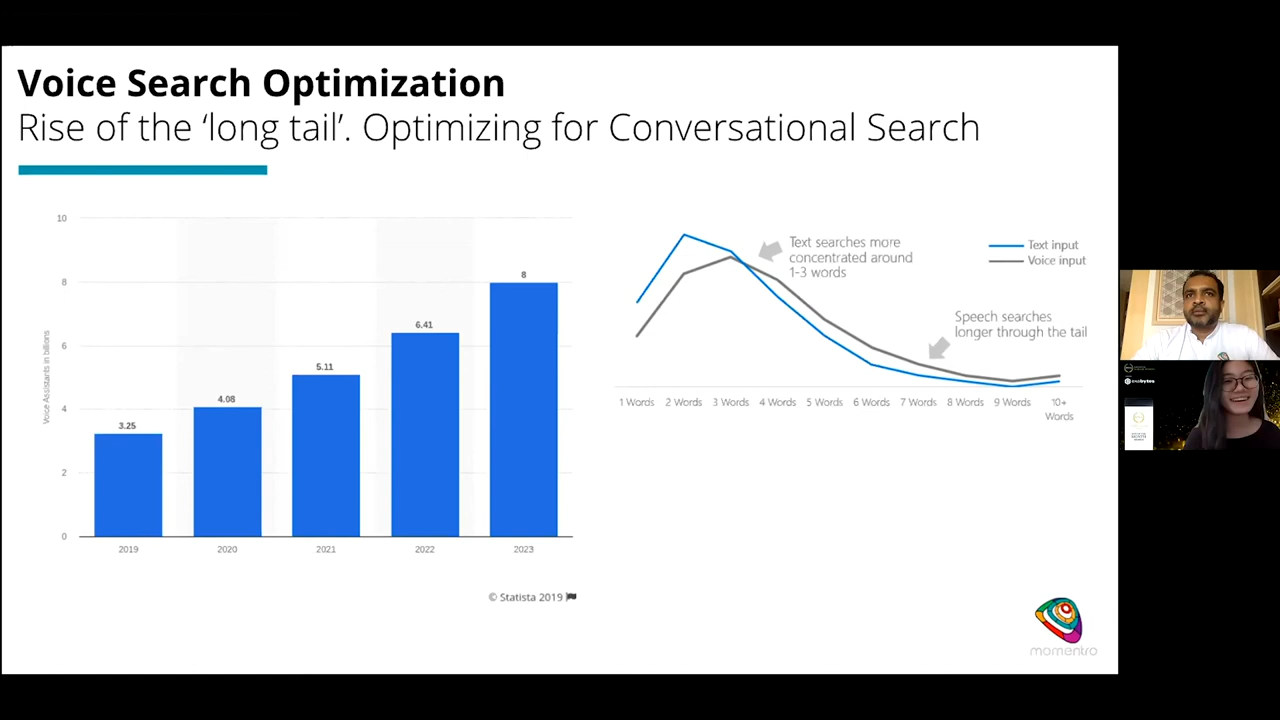 Voice Search Optimization
Rise of the ‘long tail’. Optimizing for Conversational Search
Voice Assistants in billions
10
8
6
4
2
0
3.25
4.08
5.11
6.41
8
2019
2020
2021
2022
2023
© Statista 2019
Text searches more
concentrated around
1-3 words
Text input
Voice input
Speech searches
longer through the tail
1 Words
2 Words
3 Words
4 Words
5 Words
6 Words
7 Words
8 Words
9 Words
10+
Words
momentro
exabytes
MONTH